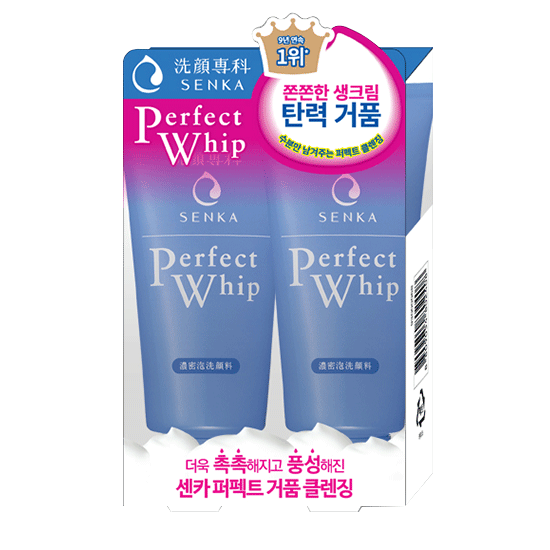 洗顔専科
SENKA
Perfect
Whip
9년 연속
1위*
쫀쫀한 생크림
탄력 거품
수분만 남겨주는 퍼펙트 클렌징
SENKA
Perfect
Whip
濃密泡洗顔料
SENKA
Perfect
Whip
濃密泡洗顔料
더욱 촉촉해지고 풍성해진
센카 퍼펙트 거품 클렌징